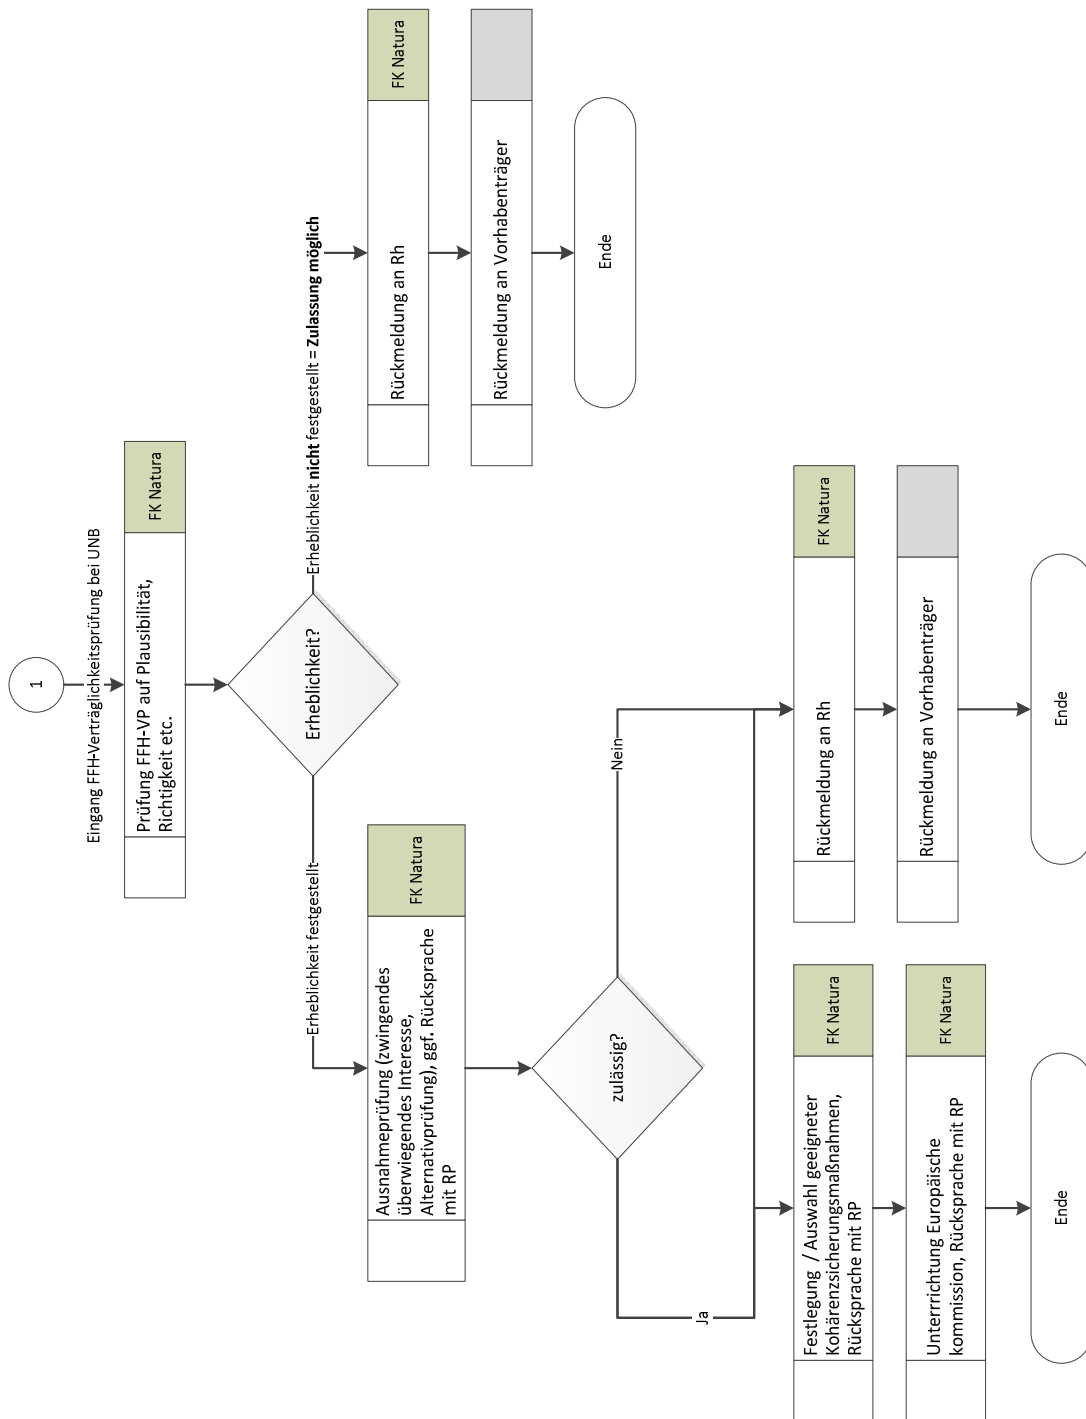 1
Eingang FFH-Verträglichkeitsprüfung bei UNB
Prüfung FFH-VP auf Plausibilität,
Richtigkeit etc.
FK Natura
Erheblichkeit?
Erheblichkeit festgestellt
Erheblichkeit nicht festgestellt = Zulassung möglich
Ausnahmeprüfung (zwingendes
überwiegendes Interesse,
Alternativprüfung), ggf. Rücksprache
mit RP
FK Natura
Rückmeldung an Rh
FK Natura
Rückmeldung an Vorhabenträger
Ende
zulässig?
Ja
Nein
Festlegung / Auswahl geeigneter
Kohärenzsicherungsmaßnahmen,
Rücksprache mit RP
FK Natura
Unterrrichtung Europäische
kommission, Rücksprache mit RP
FK Natura
Ende
Rückmeldung an Rh
FK Natura
Rückmeldung an Vorhabenträger
Ende